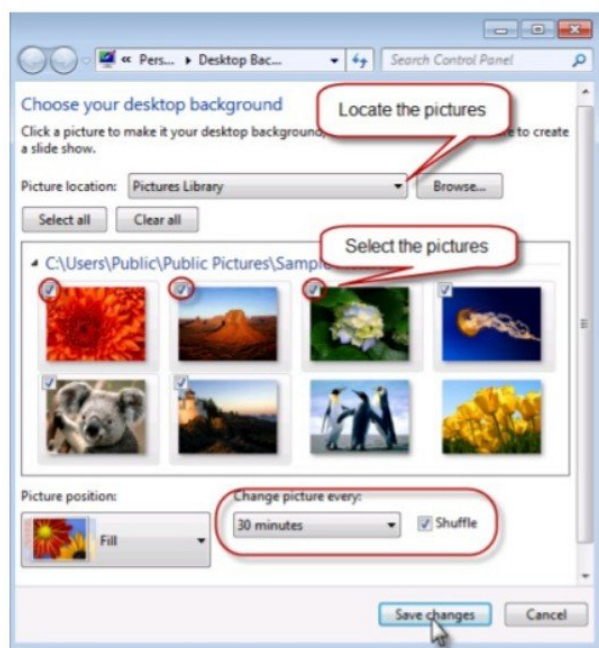 « Pers... ▸ Desktop Bac...
Search Control Panel
Choose your desktop background
Locate the pictures
Click a picture to make it your desktop background, to create
a slide show.
Picture location: Pictures Library Browse...
Select all Clear all
Select the pictures
C:\Users\Public\Public Pictures\Sample
Picture position: Change picture every:
Fill 30 minutes Shuffle
Save changes Cancel